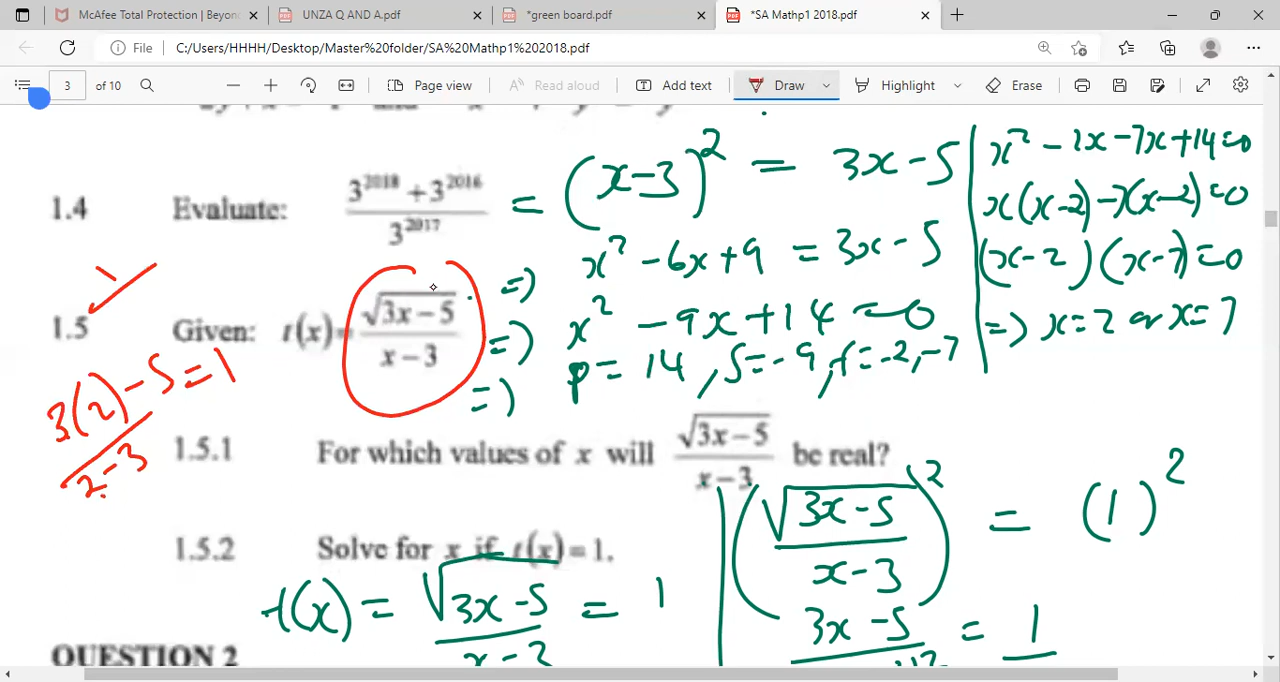 McAfee Total Protection | Beyon
UNZA Q AND A.pdf
*green board.pdf
*SA Mathp1 2018.pdf
File
C:/Users/HHHH/Desktop/Master%20folder/SA%20Mathp1%202018.pdf
3
of 10
Page view
Read aloud
Add text
Draw
Highlight
Erase
1.4
Evaluate:
3^2018 + 3^2016
3^2017
= (x-3)^2 = 3x-5
=) x^2 - 6x + 9 = 3x - 5
=) x^2 - 9x + 14 = 0
=) p = 14, S = -9, f = -2, -7
x^2 - 2x - 7x + 14 = 0
x(x-2) -7(x-2) = 0
(x-2)(x-7) = 0
=) x = 2 or x = 7
1.5
Given: t(x) = √3x - 5
x - 3
3(2) - 5 = 1
2-3
1.5.1
For which values of x will √3x - 5 be real?
x - 3
1.5.2
Solve for x if t(x) = 1.
t(x) = √3x - 5 = 1
(√3x - 5)^2 = (1)^2
x - 3
3x - 5 = 1
QUESTION 2